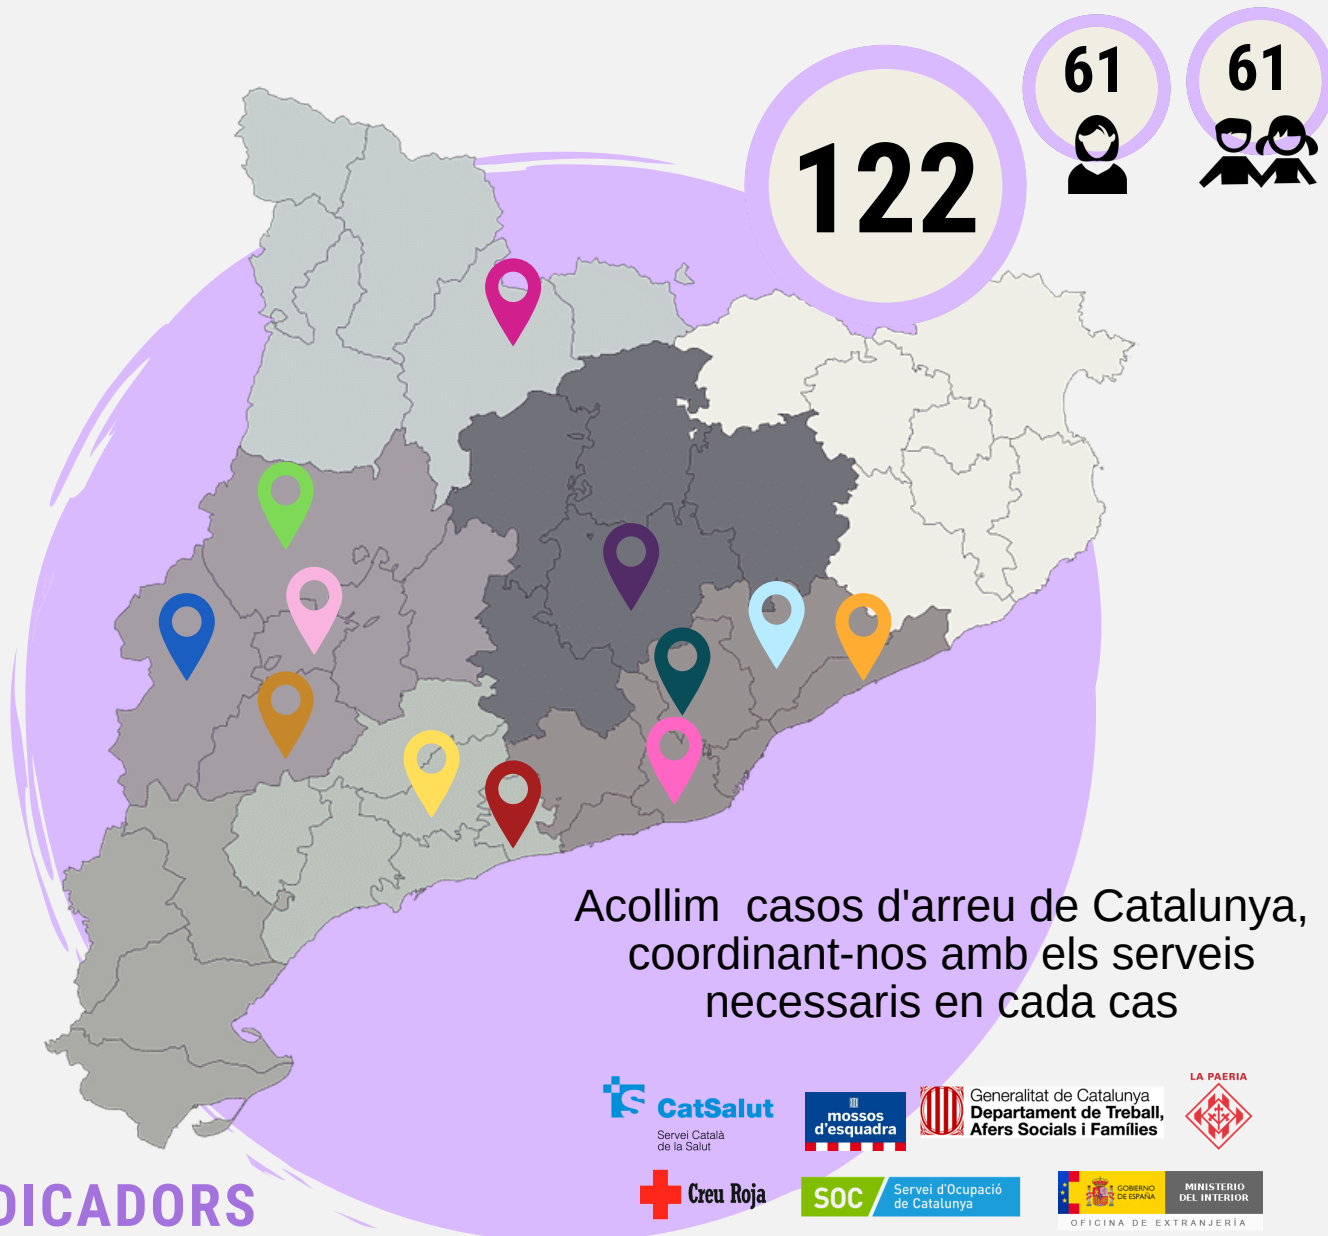 122
61
61
Acollim casos d'arreu de Catalunya,
coordinant-nos amb els serveis
necessaris en cada cas
CatSalut
Servei Català
de la Salut
mossos
d'esquadra
Generalitat de Catalunya
Departament de Treball,
Afers Socials i Famílies
LA PAERIA
Creu Roja
SOC
Servei d'Ocupació
de Catalunya
GOBIERNO
DE ESPAÑA
MINISTERIO
DEL INTERIOR
OFICINA DE EXTRANJERÍA
DICADORS